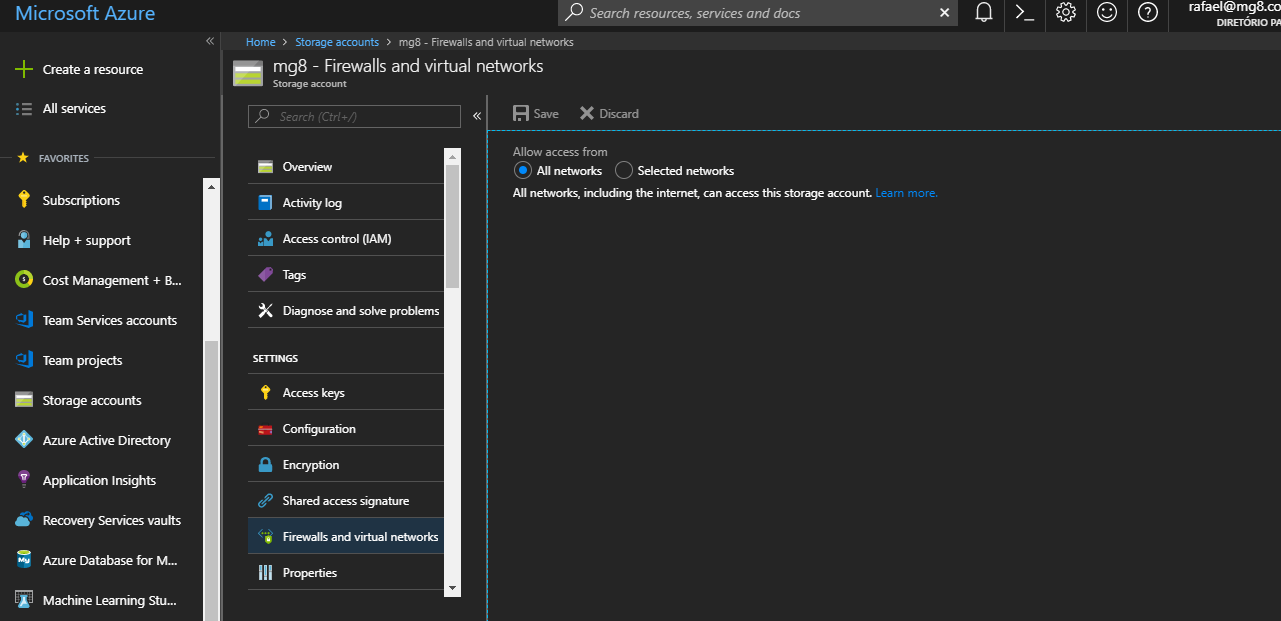 Microsoft Azure
Search resources, services and docs
rafael@mg8.co
DIRETÓRIO PA
Create a resource
All services
FAVORITES
Subscriptions
Help + support
Cost Management + B...
Team Services accounts
Team projects
Storage accounts
Azure Active Directory
Application Insights
Recovery Services vaults
Azure Database for M...
Machine Learning Stu...
Home > Storage accounts > mg8 - Firewalls and virtual networks
mg8 - Firewalls and virtual networks
Storage account
Search (Ctrl+/)
Overview
Activity log
Access control (IAM)
Tags
Diagnose and solve problems
SETTINGS
Access keys
Configuration
Encryption
Shared access signature
Firewalls and virtual networks
Properties
Save Discard
Allow access from
All networks Selected networks
All networks, including the internet, can access this storage account. Learn more.